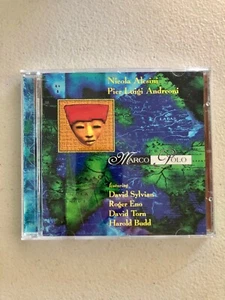 Nicola Alesini
Pier Luigi Andreoni
MARCO POLO
featuring
David Sylvian
Roger Eno
David Torn
Harold Budd